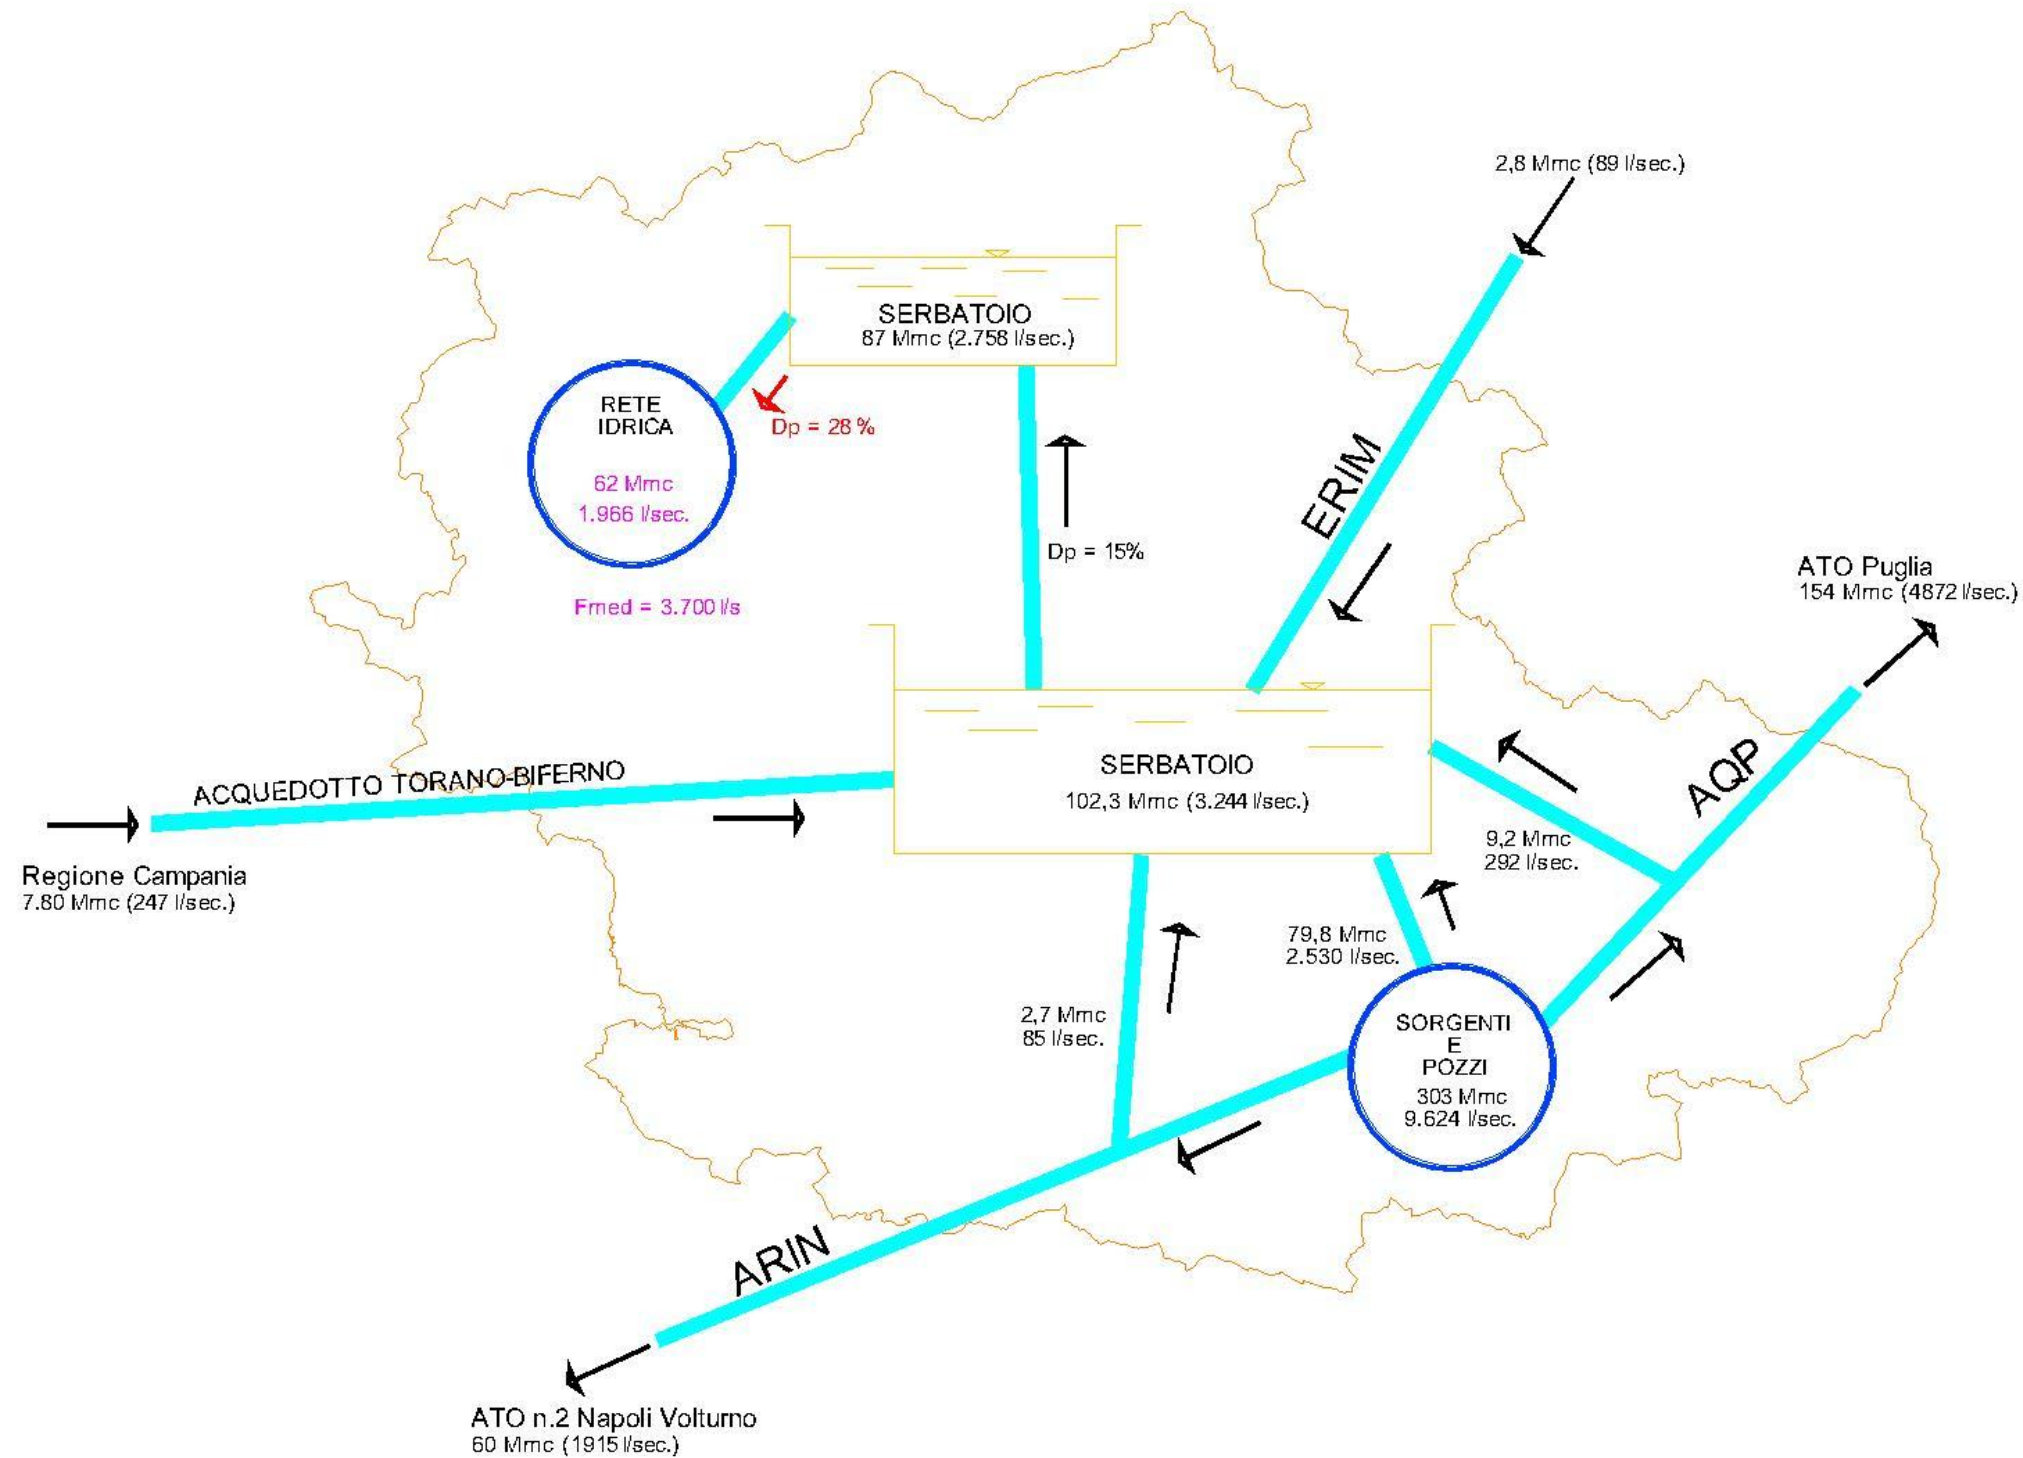 2,8 Mmc (89 l/sec.)
SERBATOIO
87 Mmc (2.758 l/sec.)
RETE
IDRICA
62 Mmc
1.966 l/sec.
Dp = 28 %
Fmed = 3.700 l/s
Dp = 15%
ERIM
ATO Puglia
154 Mmc (4872 l/sec.)
ACQUEDOTTO TORANO-BIFERNO
Regione Campania
7.80 Mmc (247 l/sec.)
SERBATOIO
102,3 Mmc (3.244 l/sec.)
AQP
9,2 Mmc
292 l/sec.
79,8 Mmc
2.530 l/sec.
2,7 Mmc
85 l/sec.
SORGENTI
E
POZZI
303 Mmc
9.624 l/sec.
ARIN
ATO n.2 Napoli Volturno
60 Mmc (1915 l/sec.)